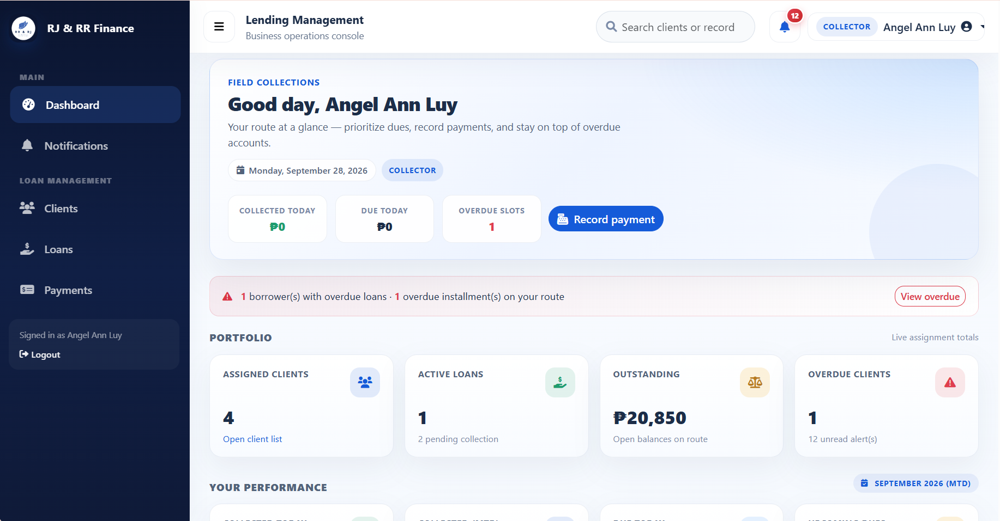 RJ & RR Finance
MAIN
Dashboard
Notifications
LOAN MANAGEMENT
Clients
Loans
Payments
Signed in as Angel Ann Luy
Logout
Lending Management
Business operations console
Search clients or record
12
COLLECTOR
Angel Ann Luy
FIELD COLLECTIONS
Good day, Angel Ann Luy
Your route at a glance — prioritize dues, record payments, and stay on top of overdue
accounts.
Monday, September 28, 2026
COLLECTOR
COLLECTED TODAY
₱0
DUE TODAY
₱0
OVERDUE SLOTS
1
Record payment
1 borrower(s) with overdue loans · 1 overdue installment(s) on your route
View overdue
PORTFOLIO
Live assignment totals
ASSIGNED CLIENTS
4
Open client list
ACTIVE LOANS
1
2 pending collection
OUTSTANDING
₱20,850
Open balances on route
OVERDUE CLIENTS
1
12 unread alert(s)
YOUR PERFORMANCE
SEPTEMBER 2026 (MTD)